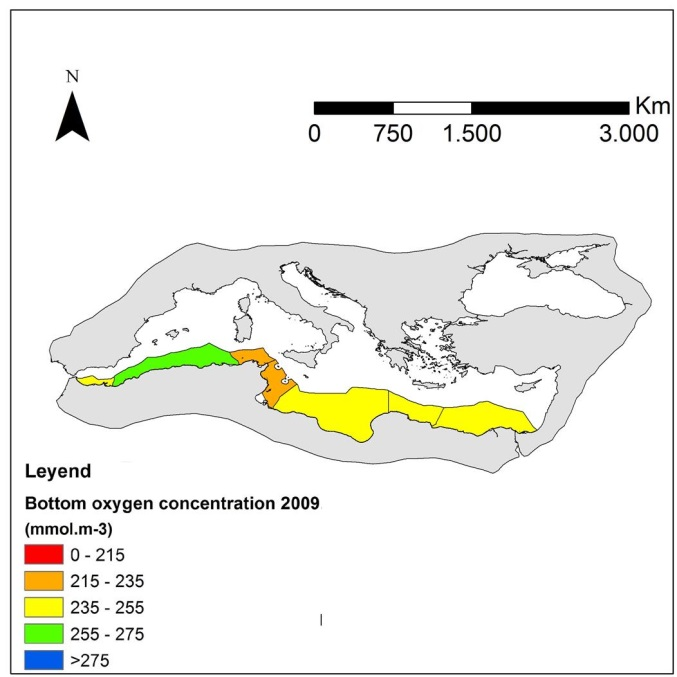 N
Km
0 750 1.500 3.000
Leyend
Bottom oxygen concentration 2009
(mmol.m-3)
0 - 215
215 - 235
235 - 255
255 - 275
>275